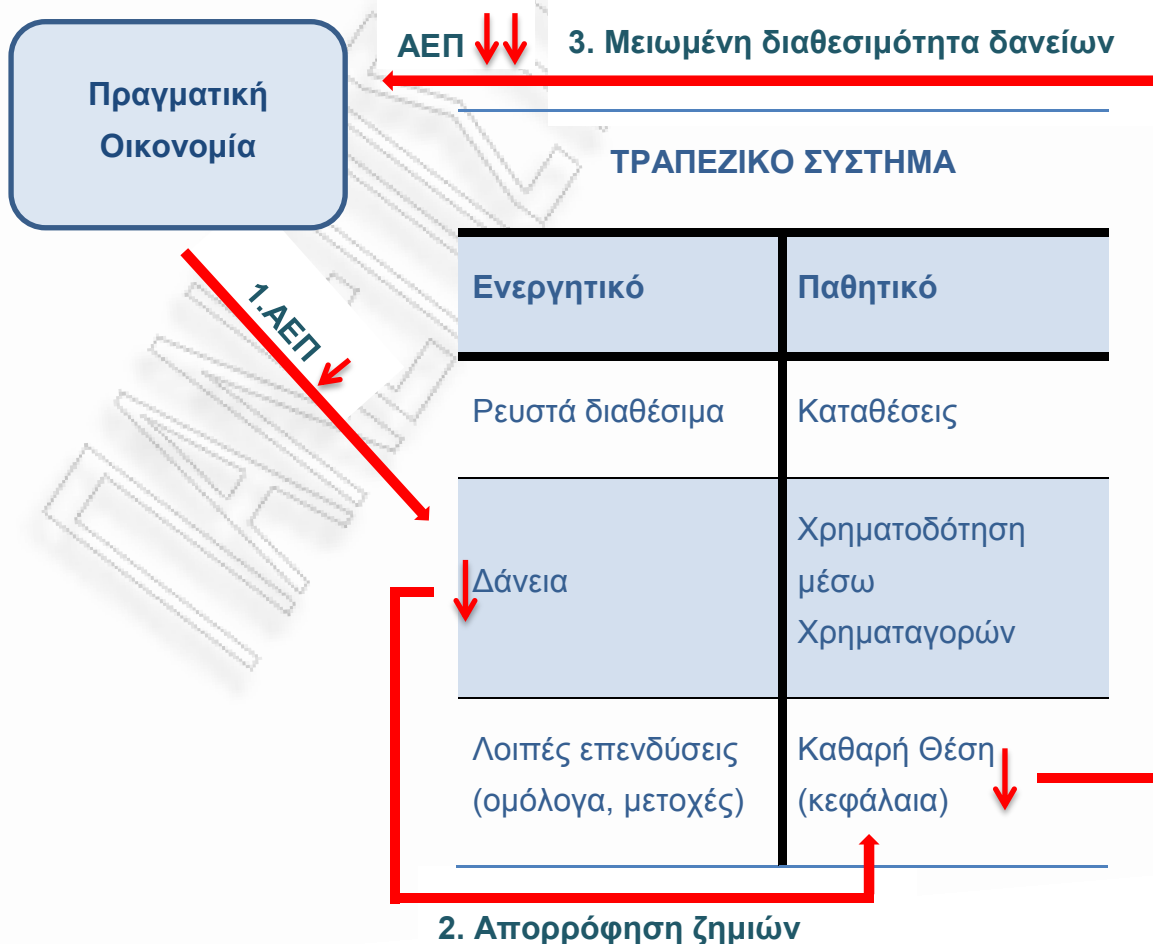 ΑΕΠ
3. Μειωμένη διαθεσιμότητα δανείων
Πραγματική
Οικονομία
ΤΡΑΠΕΖΙΚΟ ΣΥΣΤΗΜΑ
1.ΑΕΠ
Ενεργητικό
Παθητικό
Ρευστά διαθέσιμα
Καταθέσεις
Δάνεια
Χρηματοδότηση
μέσω
Χρηματαγορών
Λοιπές επενδύσεις
(ομόλογα, μετοχές)
Καθαρή Θέση
(κεφάλαια)
2. Απορρόφηση ζημιών